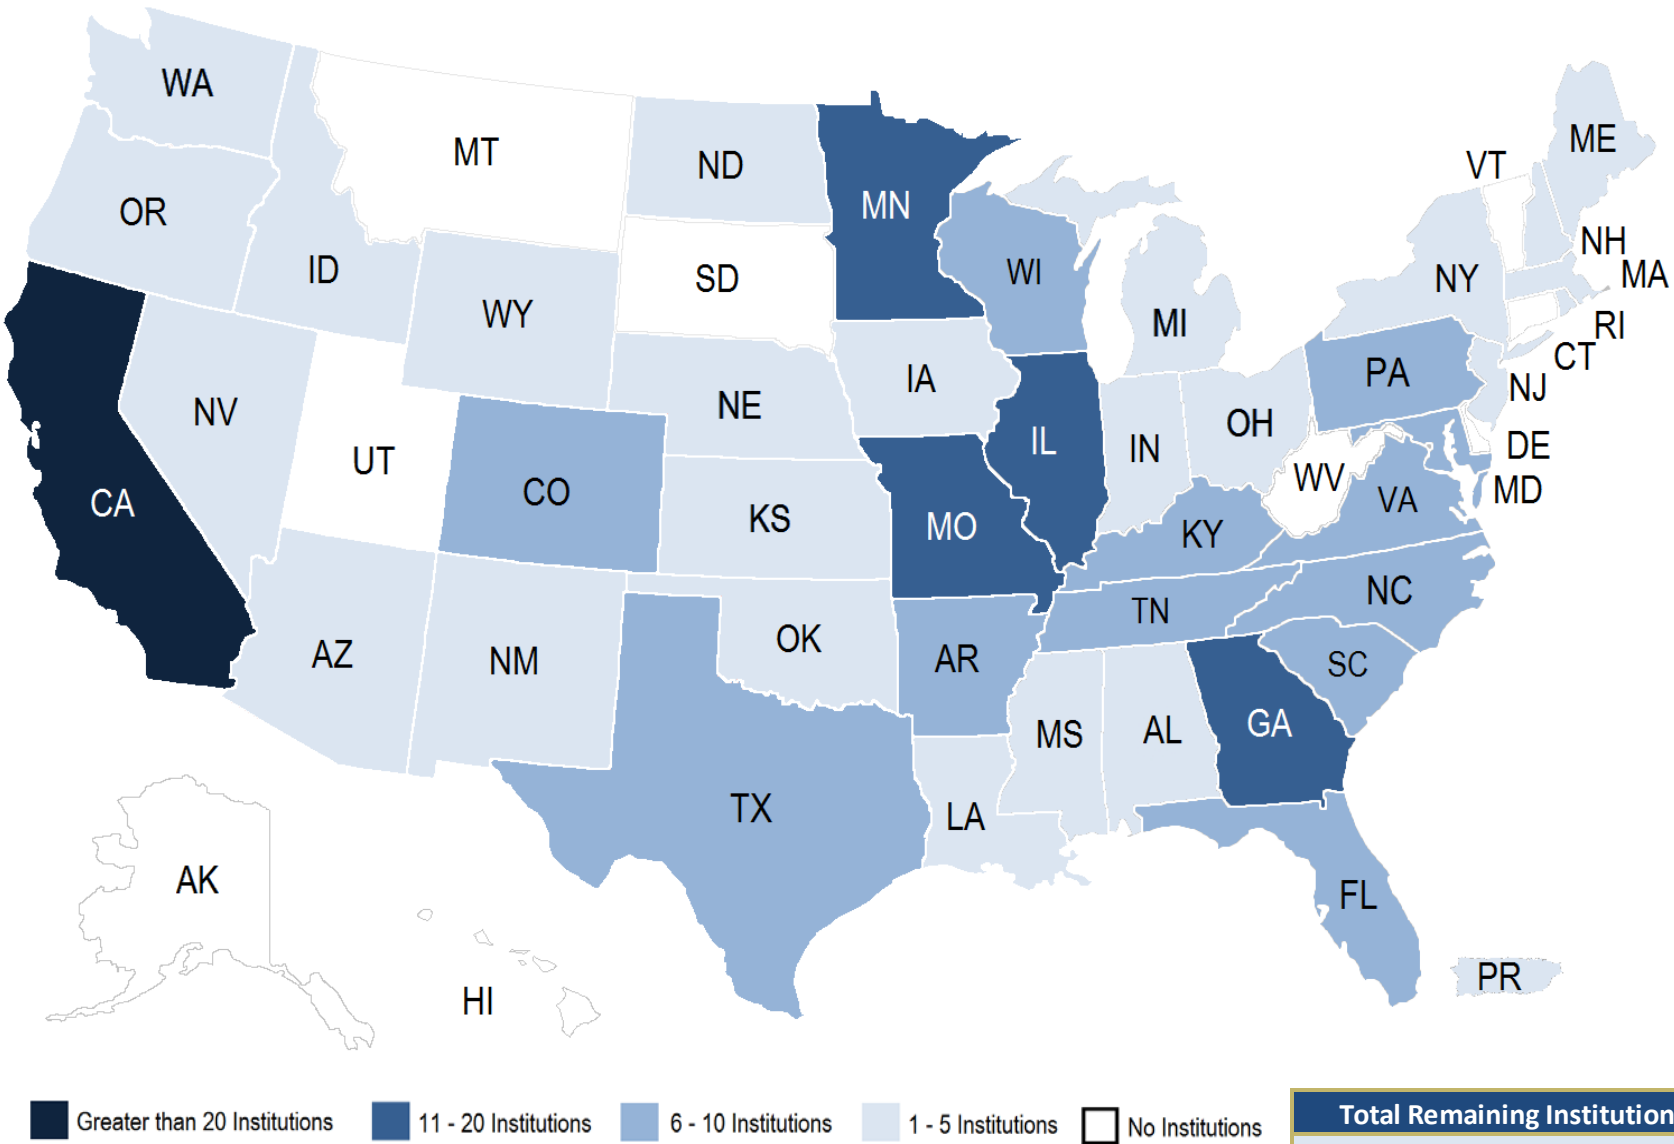 WA
MT
ND
MN
VT
ME
OR
ID
SD
WI
NH
MA
WY
MI
NY
RI
CT
NV
NE
IA
PA
NJ
UT
CO
IL
IN
OH
DE
CA
KS
MO
WV
VA
MD
KY
AZ
NM
OK
AR
TN
NC
SC
MS
AL
GA
TX
LA
AK
FL
HI
PR
Greater than 20 Institutions
11 - 20 Institutions
6 - 10 Institutions
1 - 5 Institutions
No Institutions
Total Remaining Institution